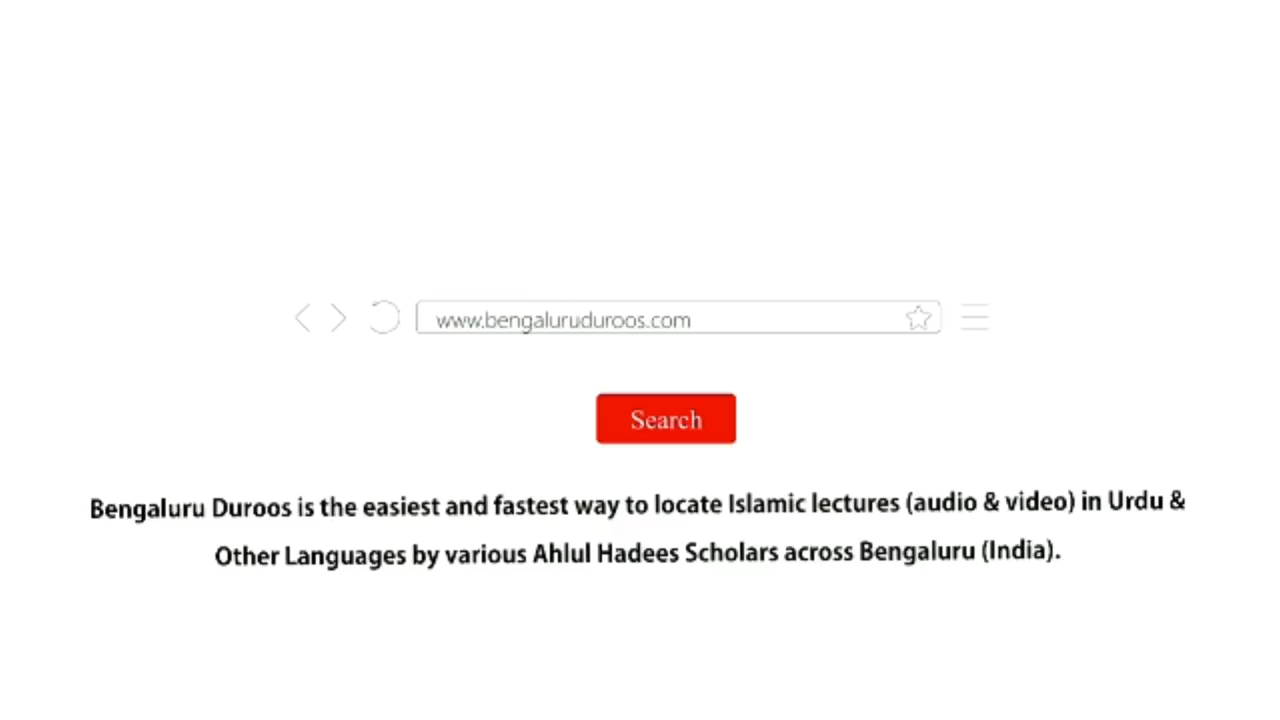 www.bengaluruduroos.com
Search
Bengaluru Duroos is the easiest and fastest way to locate Islamic lectures (audio & video) in Urdu &
Other Languages by various Ahlul Hadees Scholars across Bengaluru (India).